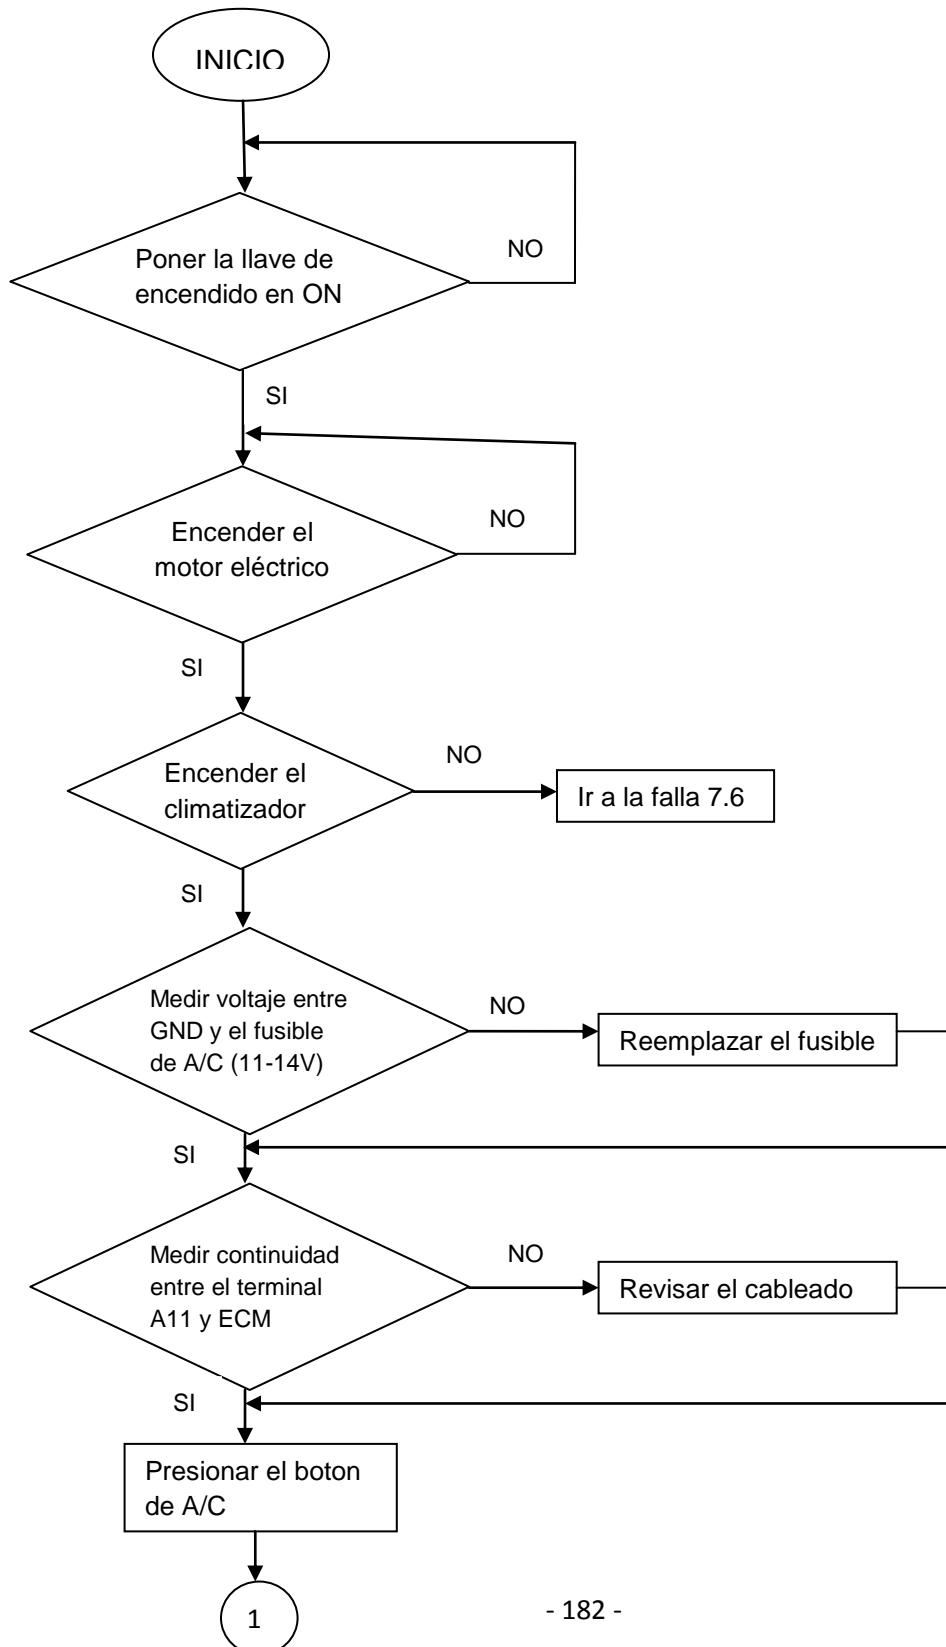 INICIO
Poner la llave de
encendido en ON
NO
SI
Encender el
motor eléctrico
NO
SI
Encender el
climatizador
NO
Ir a la falla 7.6
SI
Medir voltaje entre
GND y el fusible
de A/C (11-14V)
NO
Reemplazar el fusible
SI
Medir continuidad
entre el terminal
A11 y ECM
NO
Revisar el cableado
SI
Presionar el boton
de A/C
1
- 182 -